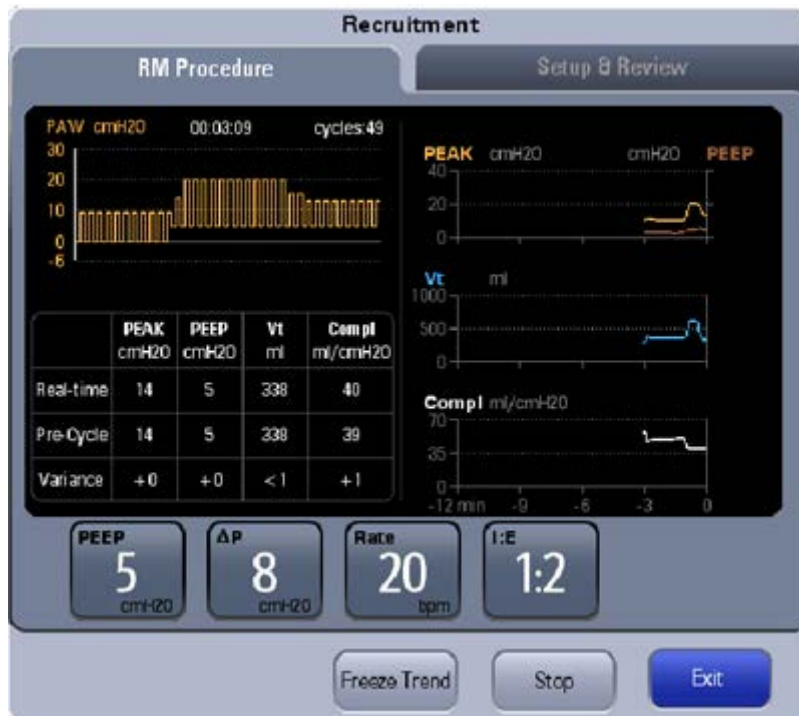 Recruitment
RM Procedure
Setup & Review
PAW cmH2O 00:03:09 cycles:49
30
20
10
0
-6
PEAK cmH2O cmH2O PEEP
40
20
0
Vt ml
1000
500
0
Compl ml/cmH2O
70
35
0
-12 min -9 -6 -3 0
PEAK PEEP Vt Compl
cmH2O cmH2O ml ml/cmH2O
Real-time 14 5 338 40
Pre-Cycle 14 5 338 39
Variance +0 +0 <1 +1
PEEP
5
cmH2O
ΔP
8
cmH2O
Rate
20
bpm
I:E
1:2
Freeze Trend
Stop
Exit